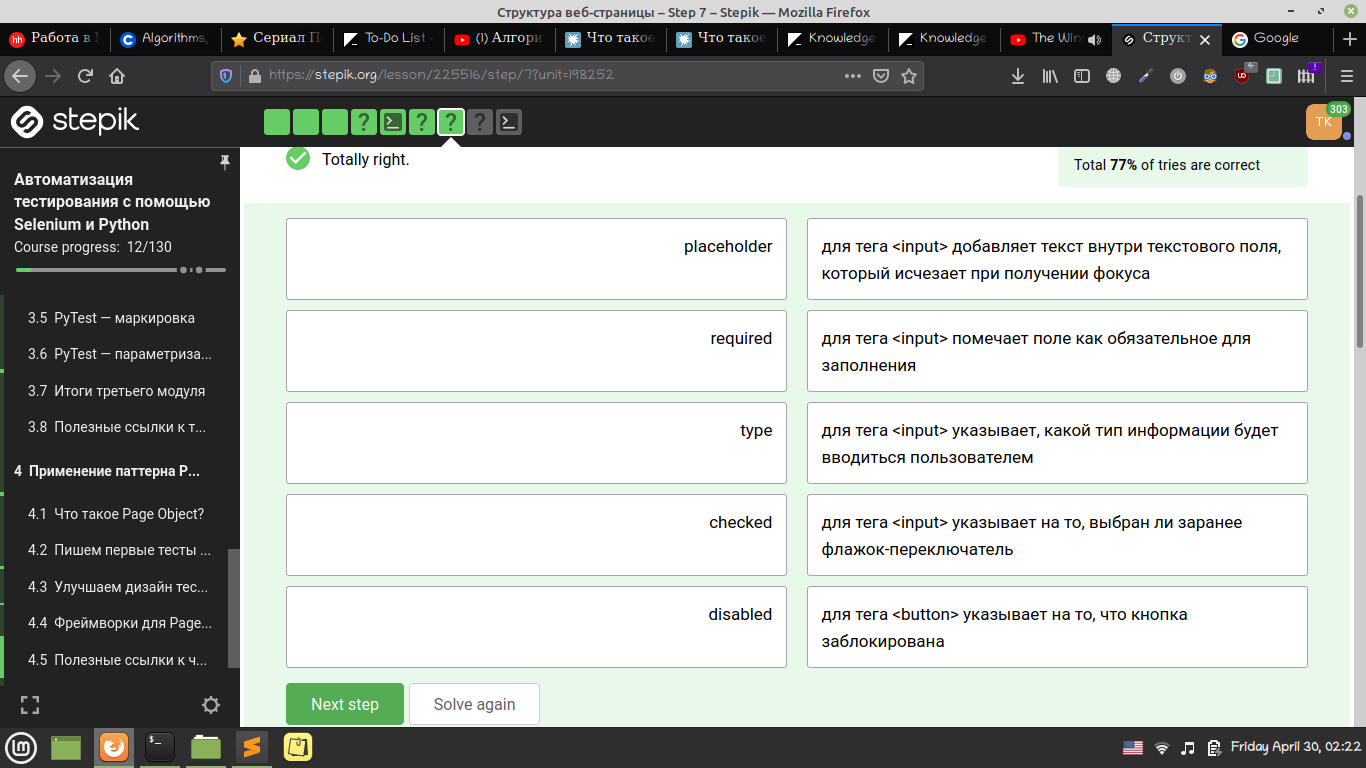 Структура веб-страницы – Step 7 – Stepik — Mozilla Firefox
hh Работа в М
C Algorithms,
Сериал П
To-Do List
(1) Алгори
Что такое
Что такое
Knowledge
Knowledge
The Win
Структ
Google
https://stepik.org/lesson/225516/step/7?unit=198252
stepik
? ? ? ?
303
TK
Автоматизация
тестирования с помощью
Selenium и Python
Course progress: 12/130
3.5 PyTest — маркировка
3.6 PyTest — параметриза...
3.7 Итоги третьего модуля
3.8 Полезные ссылки к т...
4 Применение паттерна P...
4.1 Что такое Page Object?
4.2 Пишем первые тесты ...
4.3 Улучшаем дизайн тес...
4.4 Фреймворки для Page...
4.5 Полезные ссылки к ч...
Totally right.
Total 77% of tries are correct
placeholder
для тега <input> добавляет текст внутри текстового поля,
который исчезает при получении фокуса
required
для тега <input> помечает поле как обязательное для
заполнения
type
для тега <input> указывает, какой тип информации будет
вводиться пользователем
checked
для тега <input> указывает на то, выбран ли заранее
флажок-переключатель
disabled
для тега <button> указывает на то, что кнопка
заблокирована
Next step
Solve again
Friday April 30, 02:22